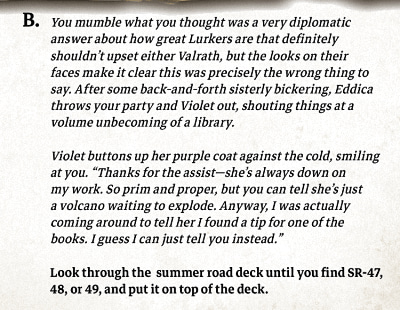 B. You mumble what you thought was a very diplomatic
answer about how great Lurkers are that definitely
shouldn't upset either Valrath, but the looks on their
faces make it clear this was precisely the wrong thing to
say. After some back-and-forth sisterly bickering, Eddica
throws your party and Violet out, shouting things at a
volume unbecoming of a library.

Violet buttons up her purple coat against the cold, smiling
at you. “Thanks for the assist—she's always down on
my work. So prim and proper, but you can tell she's just
a volcano waiting to explode. Anyway, I was actually
coming around to tell her I found a tip for one of the
books. I guess I can just tell you instead.”

Look through the summer road deck until you find SR-47,
48, or 49, and put it on top of the deck.